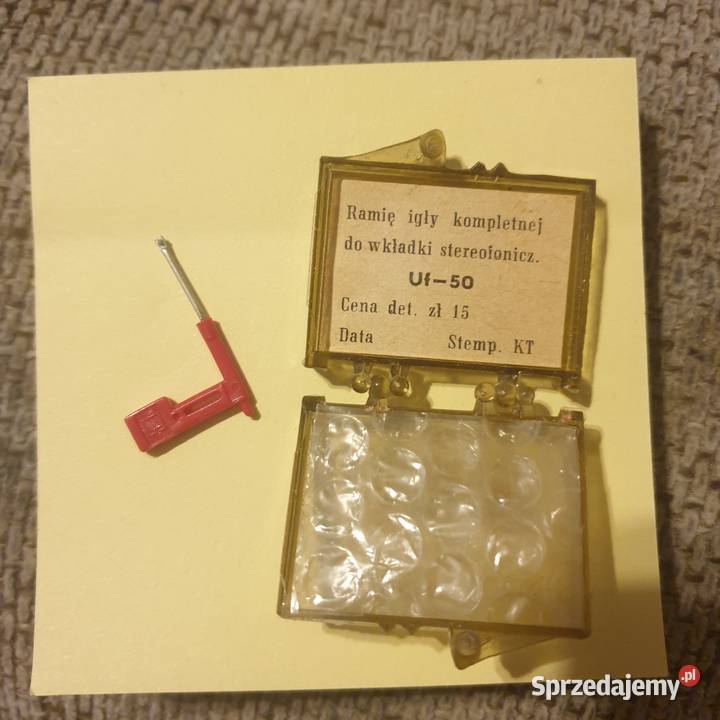 Ramię igły kompletnej
do wkładki stereofonicz.
Uf-50
Cena det. zł 15
Data Stemp. KT
Sprzedajemy.pl